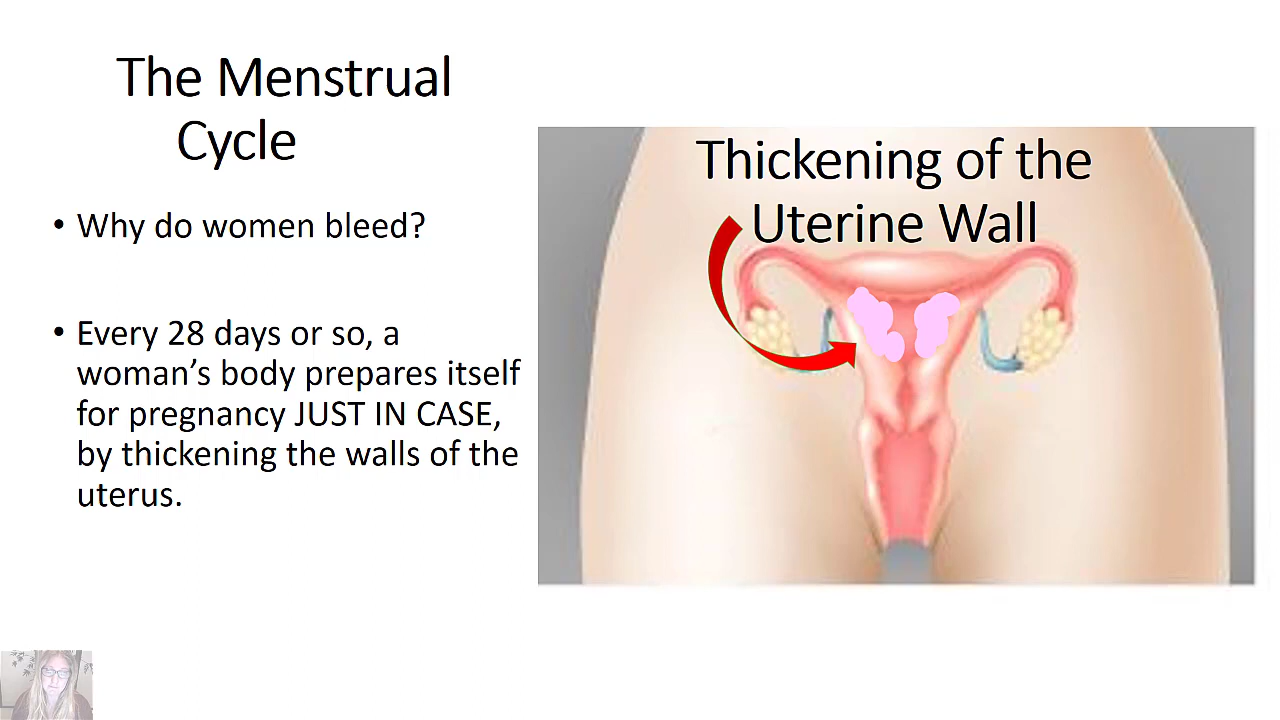 The Menstrual
Cycle
• Why do women bleed?
• Every 28 days or so, a
woman’s body prepares itself
for pregnancy JUST IN CASE,
by thickening the walls of the
uterus.
Thickening of the
Uterine Wall